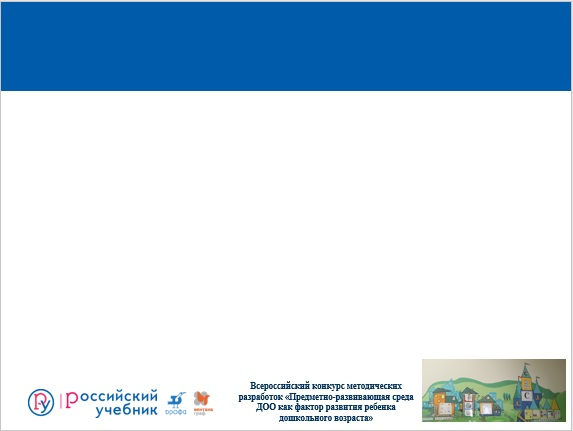 Российский
учебник
дрофа
вентана
граф
Всероссийский конкурс методических
разработок «Предметно-развивающая среда
ДОО как фактор развития ребенка
дошкольного возраста»